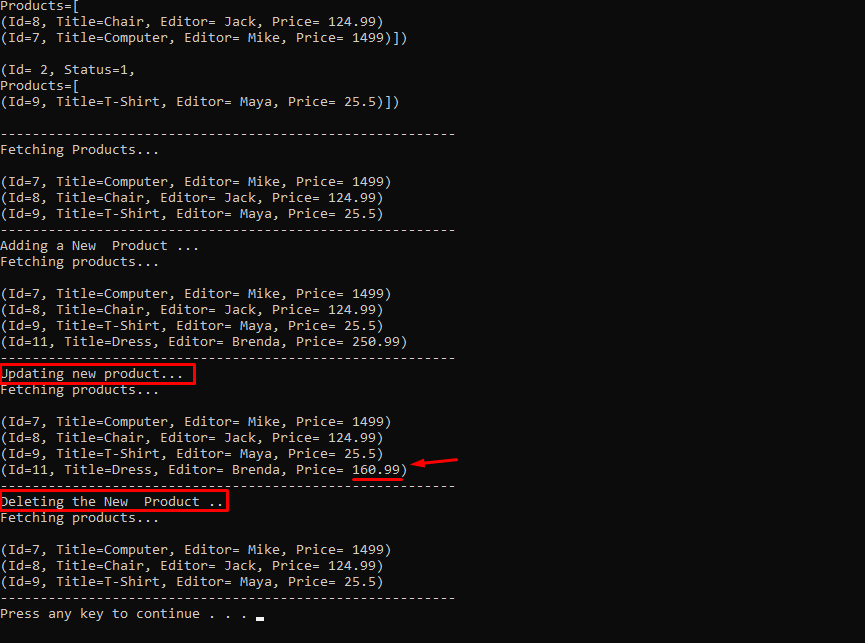 Products=[
(Id=8, Title=Chair, Editor= Jack, Price= 124.99)
(Id=7, Title=Computer, Editor= Mike, Price= 1499)])
(Id= 2, Status=1,
Products=[
(Id=9, Title=T-Shirt, Editor= Maya, Price= 25.5)])
---------------------------------------------------------
Fetching Products...
(Id=7, Title=Computer, Editor= Mike, Price= 1499)
(Id=8, Title=Chair, Editor= Jack, Price= 124.99)
(Id=9, Title=T-Shirt, Editor= Maya, Price= 25.5)
---------------------------------------------------------
Adding a New  Product ...
Fetching products...
(Id=7, Title=Computer, Editor= Mike, Price= 1499)
(Id=8, Title=Chair, Editor= Jack, Price= 124.99)
(Id=9, Title=T-Shirt, Editor= Maya, Price= 25.5)
(Id=11, Title=Dress, Editor= Brenda, Price= 250.99)
---------------------------------------------------------
Updating new product...
Fetching products...
(Id=7, Title=Computer, Editor= Mike, Price= 1499)
(Id=8, Title=Chair, Editor= Jack, Price= 124.99)
(Id=9, Title=T-Shirt, Editor= Maya, Price= 25.5)
(Id=11, Title=Dress, Editor= Brenda, Price= 160.99)
---------------------------------------------------------
Deleting the New  Product ..
Fetching products...
(Id=7, Title=Computer, Editor= Mike, Price= 1499)
(Id=8, Title=Chair, Editor= Jack, Price= 124.99)
(Id=9, Title=T-Shirt, Editor= Maya, Price= 25.5)
---------------------------------------------------------
Press any key to continue . . .